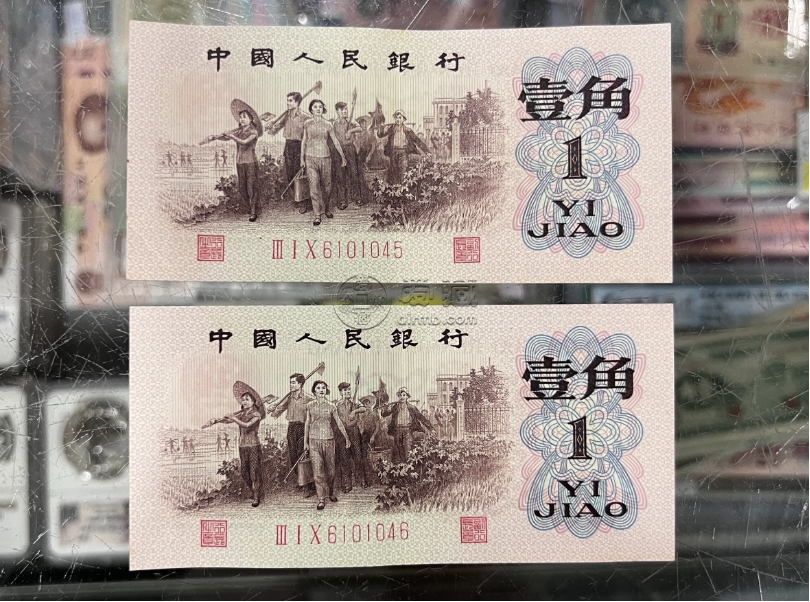 中國人民銀行
壹角
1
YI
JIAO
III I X 6101045
中國人民銀行
壹角
1
YI
JIAO
III I X 6101046